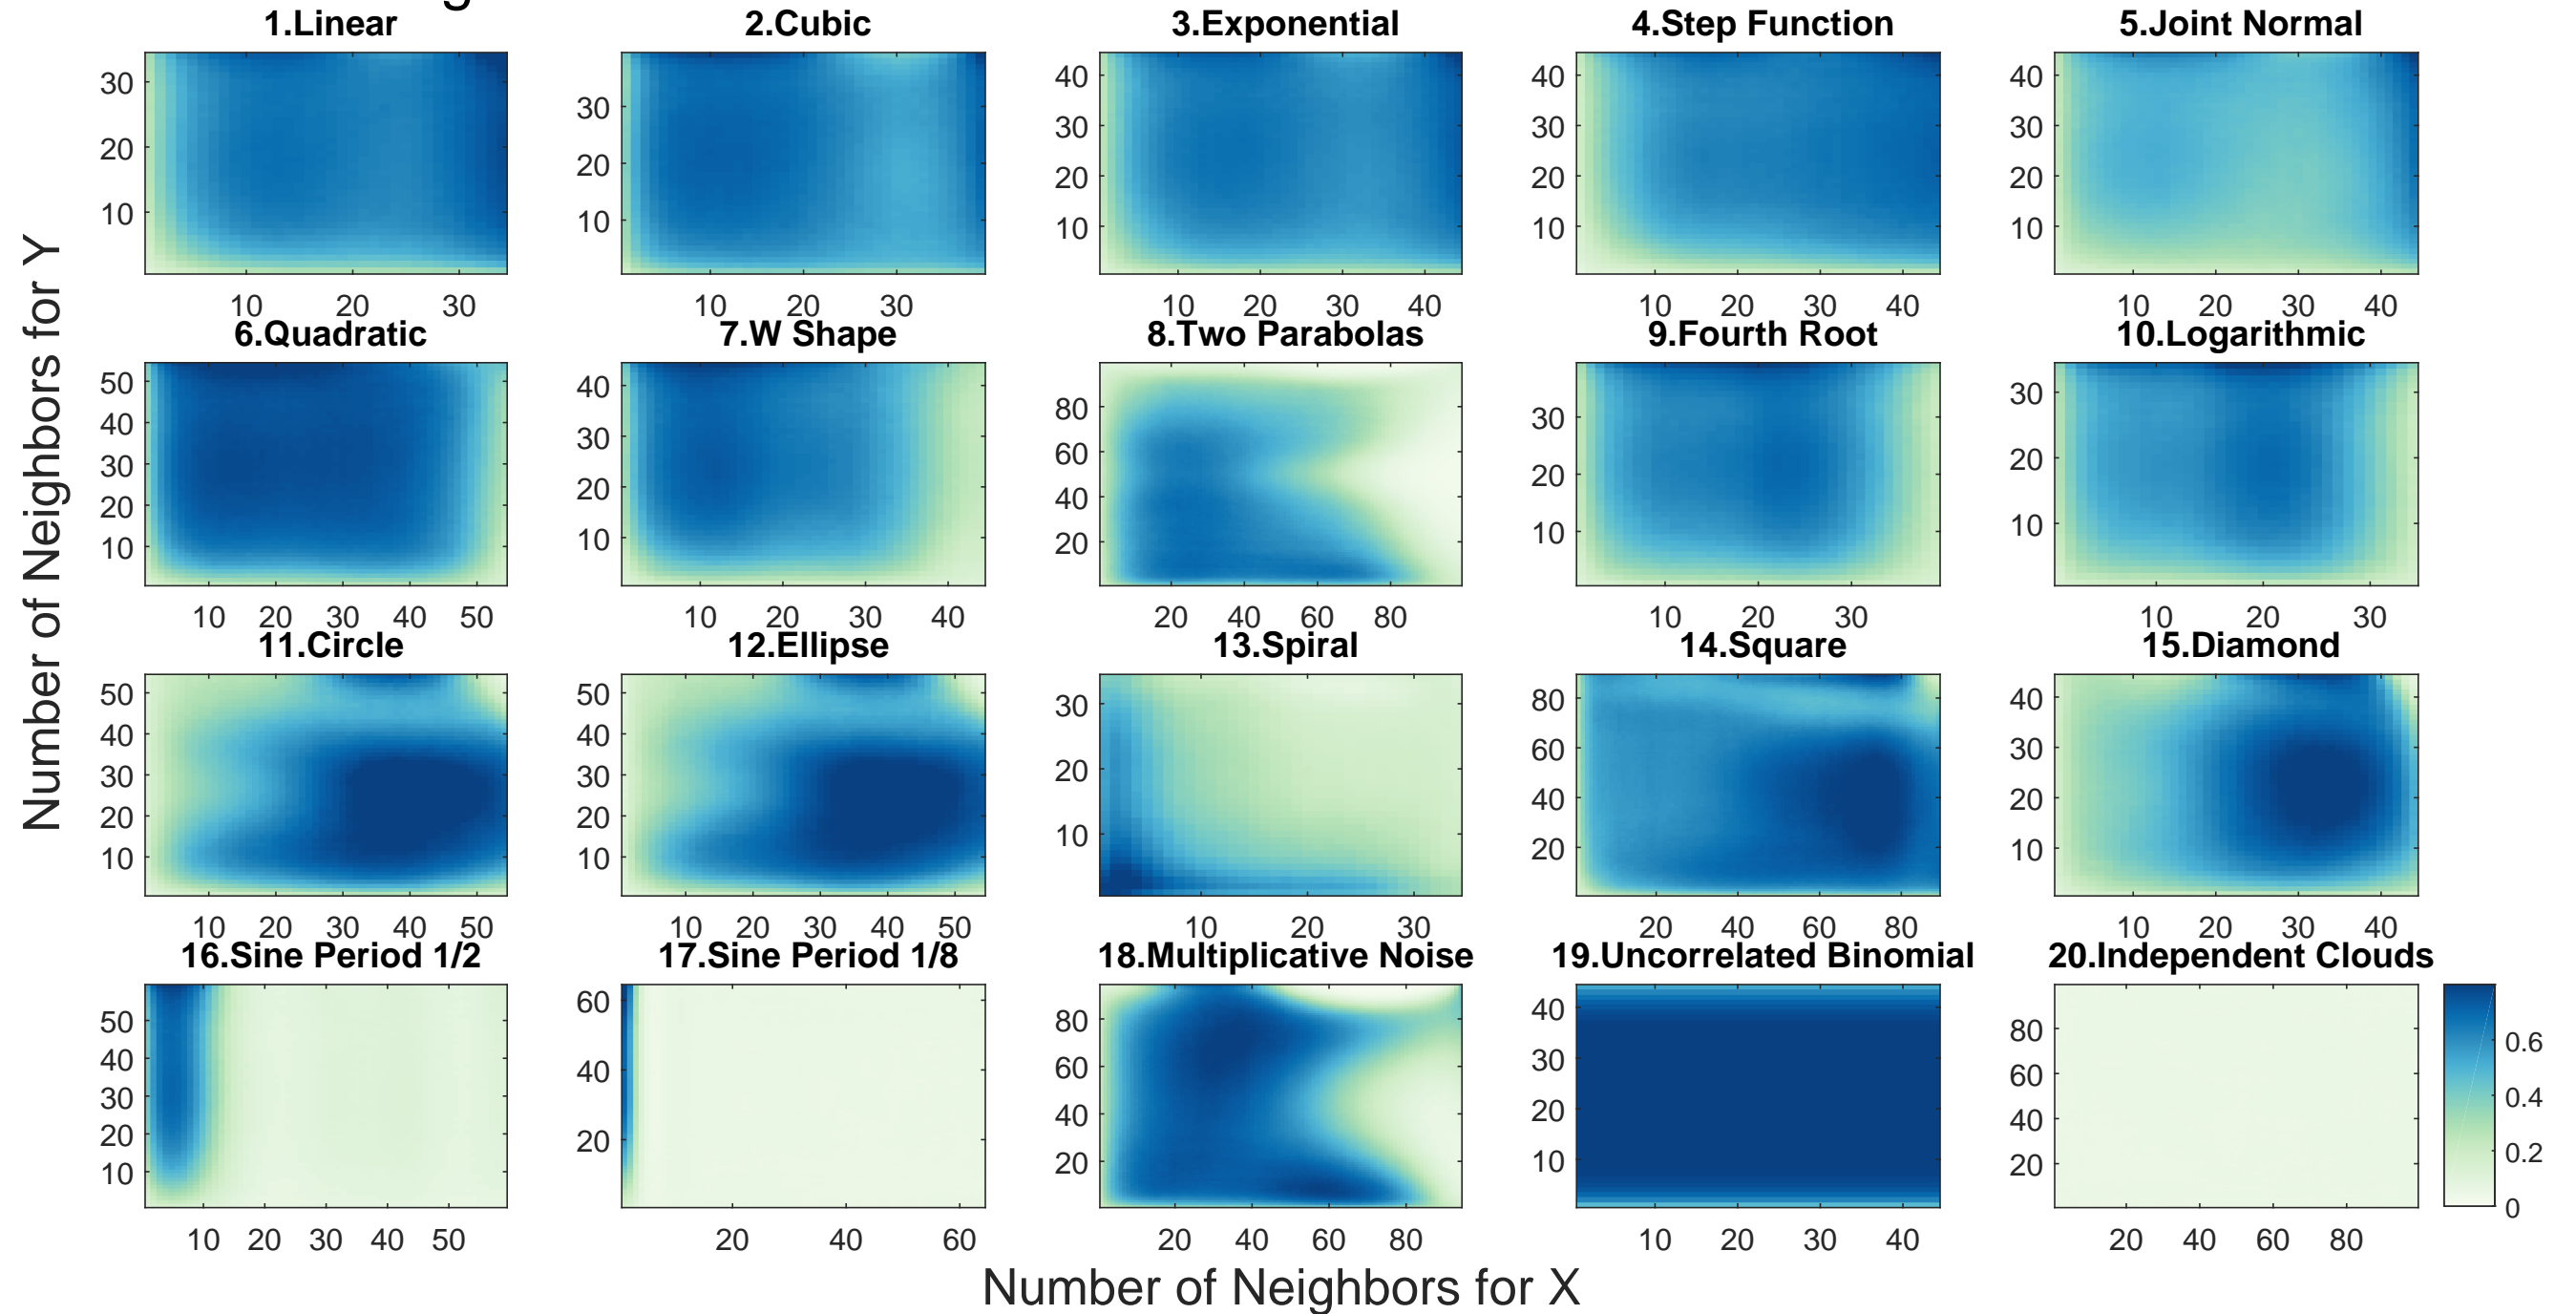 1.Linear 2.Cubic 3.Exponential 4.Step Function 5.Joint Normal
30 20 10
30 20 10
40 30 20 10
40 30 20 10
40 30 20 10
10 20 30
10 20 30
10 20 30 40
10 20 30 40
10 20 30 40
6.Quadratic 7.W Shape 8.Two Parabolas 9.Fourth Root 10.Logarithmic
50 40 30 20 10
40 30 20 10
80 60 40 20
30 20 10
30 20 10
10 20 30 40 50
10 20 30 40
20 40 60 80
10 20 30
10 20 30
11.Circle 12.Ellipse 13.Spiral 14.Square 15.Diamond
50 40 30 20 10
50 40 30 20 10
30 20 10
80 60 40 20
40 30 20 10
10 20 30 40 50
10 20 30 40 50
10 20 30
20 40 60 80
10 20 30 40
16.Sine Period 1/2 17.Sine Period 1/8 18.Multiplicative Noise 19.Uncorrelated Binomial 20.Independent Clouds
50 40 30 20 10
60 40 20
80 60 40 20
40 30 20 10
80 60 40 20
0.6 0.4 0.2 0
10 20 30 40 50
20 40 60
20 40 60 80
10 20 30 40
20 40 60 80
Number of Neighbors for Y
Number of Neighbors for X